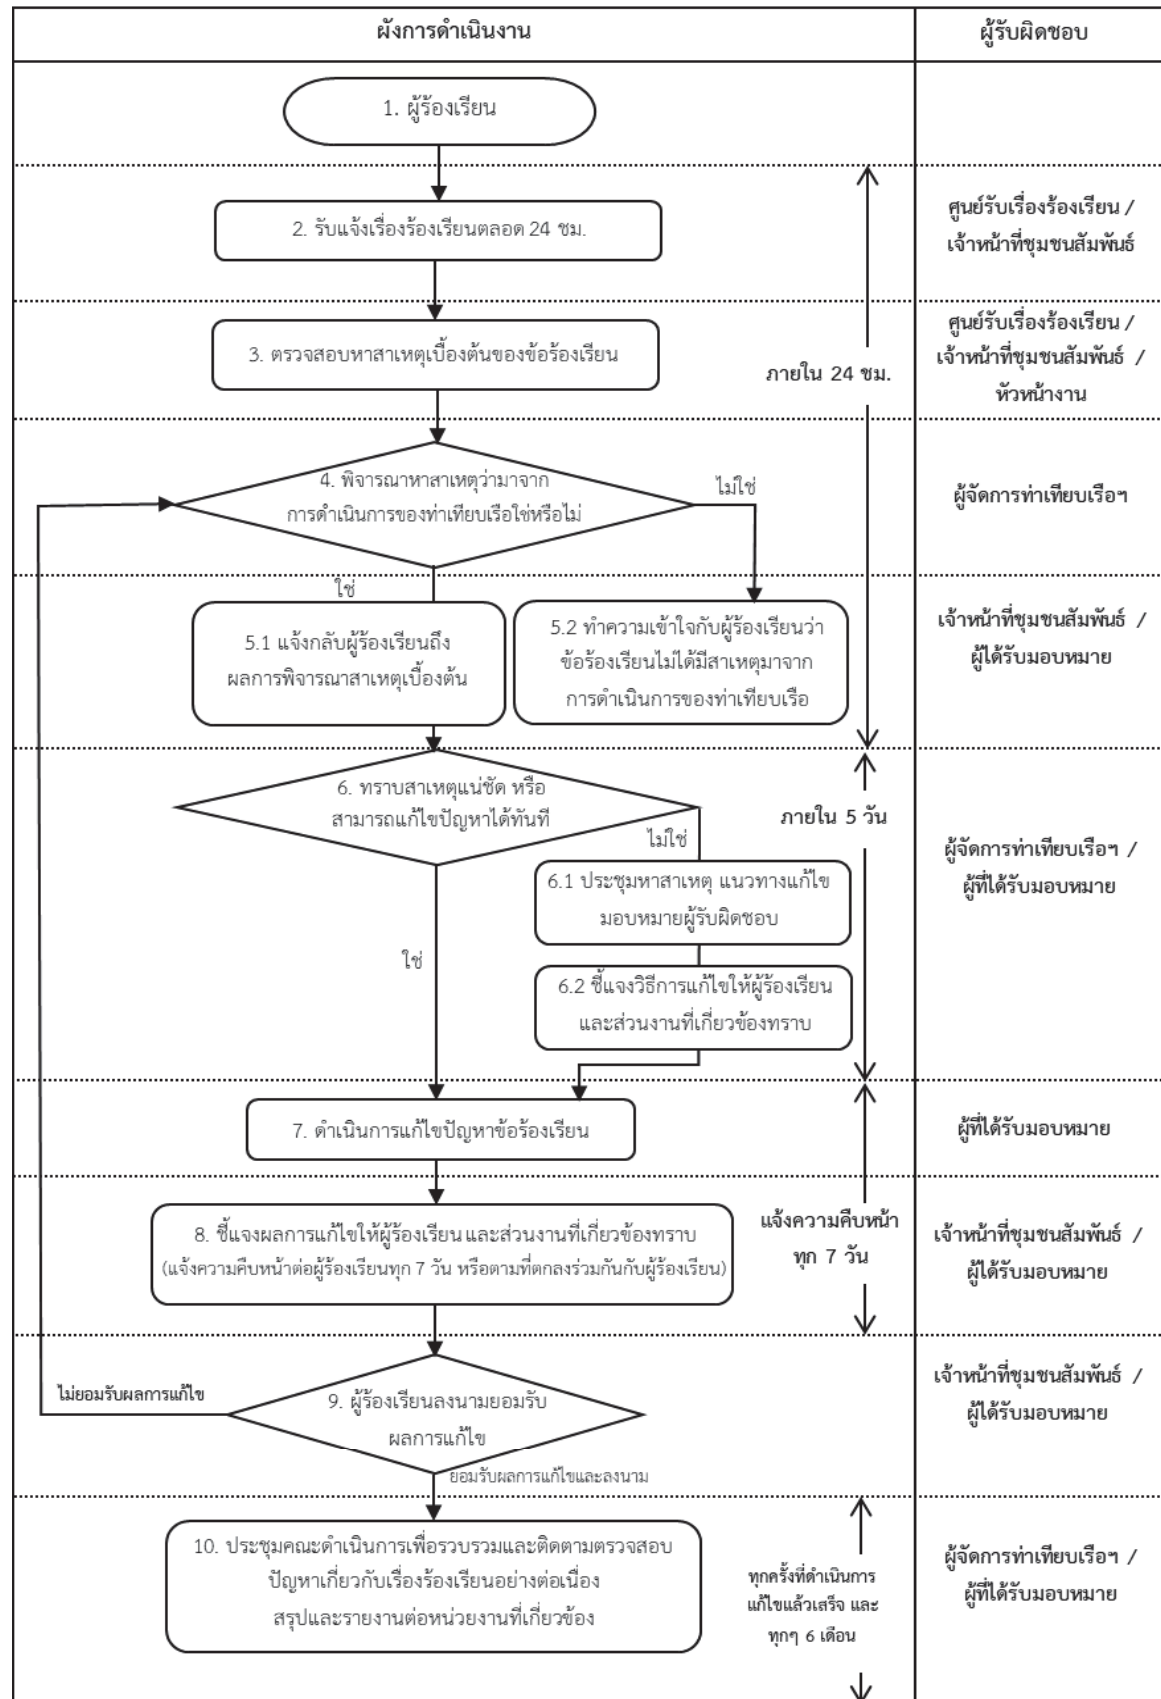 ผังการดำเนินงาน
ผู้รับผิดชอบ
1. ผู้ร้องเรียน
2. รับแจ้งเรื่องร้องเรียนตลอด 24 ชม.
ศูนย์รับเรื่องร้องเรียน /
เจ้าหน้าที่ชุมชนสัมพันธ์
3. ตรวจสอบหาสาเหตุเบื้องต้นของข้อร้องเรียน
ภายใน 24 ชม.
ศูนย์รับเรื่องร้องเรียน /
เจ้าหน้าที่ชุมชนสัมพันธ์ /
หัวหน้างาน
4. พิจารณาหาสาเหตุว่ามาจาก
การดำเนินการของท่าเทียบเรือใช่หรือไม่
ไม่ใช่
ผู้จัดการท่าเทียบเรือฯ
ใช่
5.1 แจ้งกลับผู้ร้องเรียนถึง
ผลการพิจารณาสาเหตุเบื้องต้น
5.2 ทำความเข้าใจกับผู้ร้องเรียนว่า
ข้อร้องเรียนไม่ได้มีสาเหตุมาจาก
การดำเนินการของท่าเทียบเรือ
เจ้าหน้าที่ชุมชนสัมพันธ์ /
ผู้ได้รับมอบหมาย
6. ทราบสาเหตุแน่ชัด หรือ
สามารถแก้ไขปัญหาได้ทันที
ไม่ใช่
ภายใน 5 วัน
ผู้จัดการท่าเทียบเรือฯ /
ผู้ที่ได้รับมอบหมาย
6.1 ประชุมหาสาเหตุ แนวทางแก้ไข
มอบหมายผู้รับผิดชอบ
ใช่
6.2 ชี้แจงวิธีการแก้ไขให้ผู้ร้องเรียน
และส่วนงานที่เกี่ยวข้องทราบ
7. ดำเนินการแก้ไขปัญหาข้อร้องเรียน
ผู้ที่ได้รับมอบหมาย
8. ชี้แจงผลการแก้ไขให้ผู้ร้องเรียน และส่วนงานที่เกี่ยวข้องทราบ
(แจ้งความคืบหน้าต่อผู้ร้องเรียนทุก 7 วัน หรือตามที่ตกลงร่วมกันกับผู้ร้องเรียน)
แจ้งความคืบหน้า
ทุก 7 วัน
เจ้าหน้าที่ชุมชนสัมพันธ์ /
ผู้ได้รับมอบหมาย
ไม่ยอมรับผลการแก้ไข
9. ผู้ร้องเรียนลงนามยอมรับ
ผลการแก้ไข
เจ้าหน้าที่ชุมชนสัมพันธ์ /
ผู้ได้รับมอบหมาย
ยอมรับผลการแก้ไขและลงนาม
10. ประชุมคณะดำเนินการเพื่อรวบรวมและติดตามตรวจสอบ
ปัญหาเกี่ยวกับเรื่องร้องเรียนอย่างต่อเนื่อง
สรุปและรายงานต่อหน่วยงานที่เกี่ยวข้อง
ทุกครั้งที่ดำเนินการ
แก้ไขแล้วเสร็จ และ
ทุกๆ 6 เดือน
ผู้จัดการท่าเทียบเรือฯ /
ผู้ที่ได้รับมอบหมาย